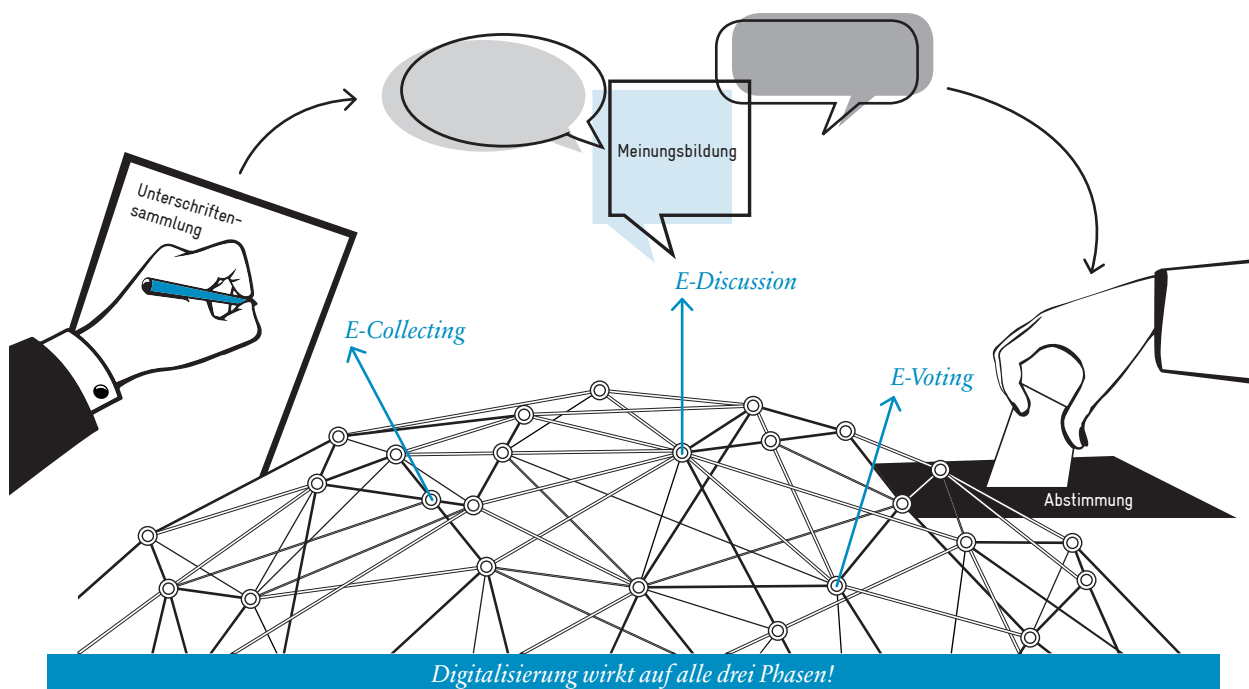 Unterschriften-
sammlung
Meinungsbildung
E-Discussion
E-Collecting
E-Voting
Abstimmung
Digitalisierung wirkt auf alle drei Phasen!